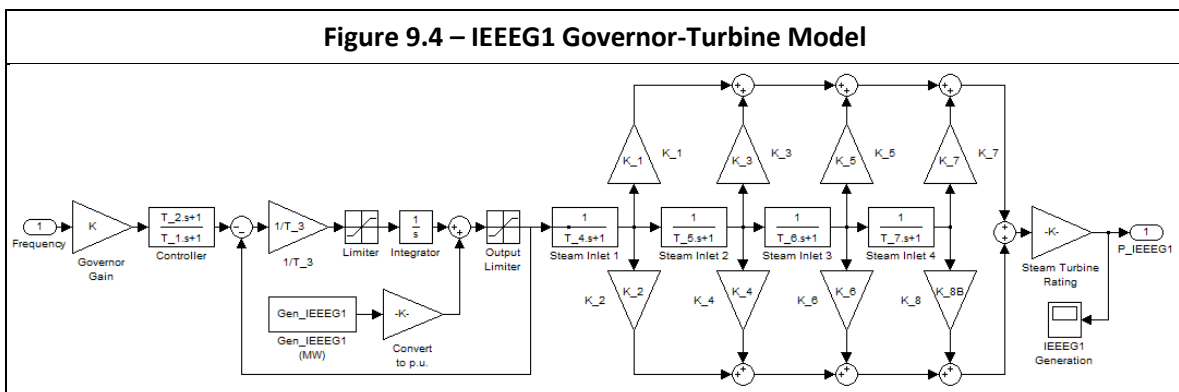 Figure 9.4 – IEEEG1 Governor-Turbine Model
K_1 K_1 K_3 K_3 K_5 K_5 K_7 K_7
1
Frequency
K
Governor
Gain
T_2.s+1
T_1.s+1
Controller
1/T_3
1/T_3
Limiter
1
s
Integrator
Output
Limiter
1
T_4.s+1
Steam Inlet 1
1
T_5.s+1
Steam Inlet 2
1
T_6.s+1
Steam Inlet 3
1
T_7.s+1
Steam Inlet 4
-K-
Steam Turbine
Rating
1
P_IEEEG1
K_2 K_2 K_4 K_4 K_6 K_6 K_8 K_8B
Gen_IEEEG1
Gen_IEEEG1
(MW)
-K-
Convert
to p.u.
IEEEG1
Generation